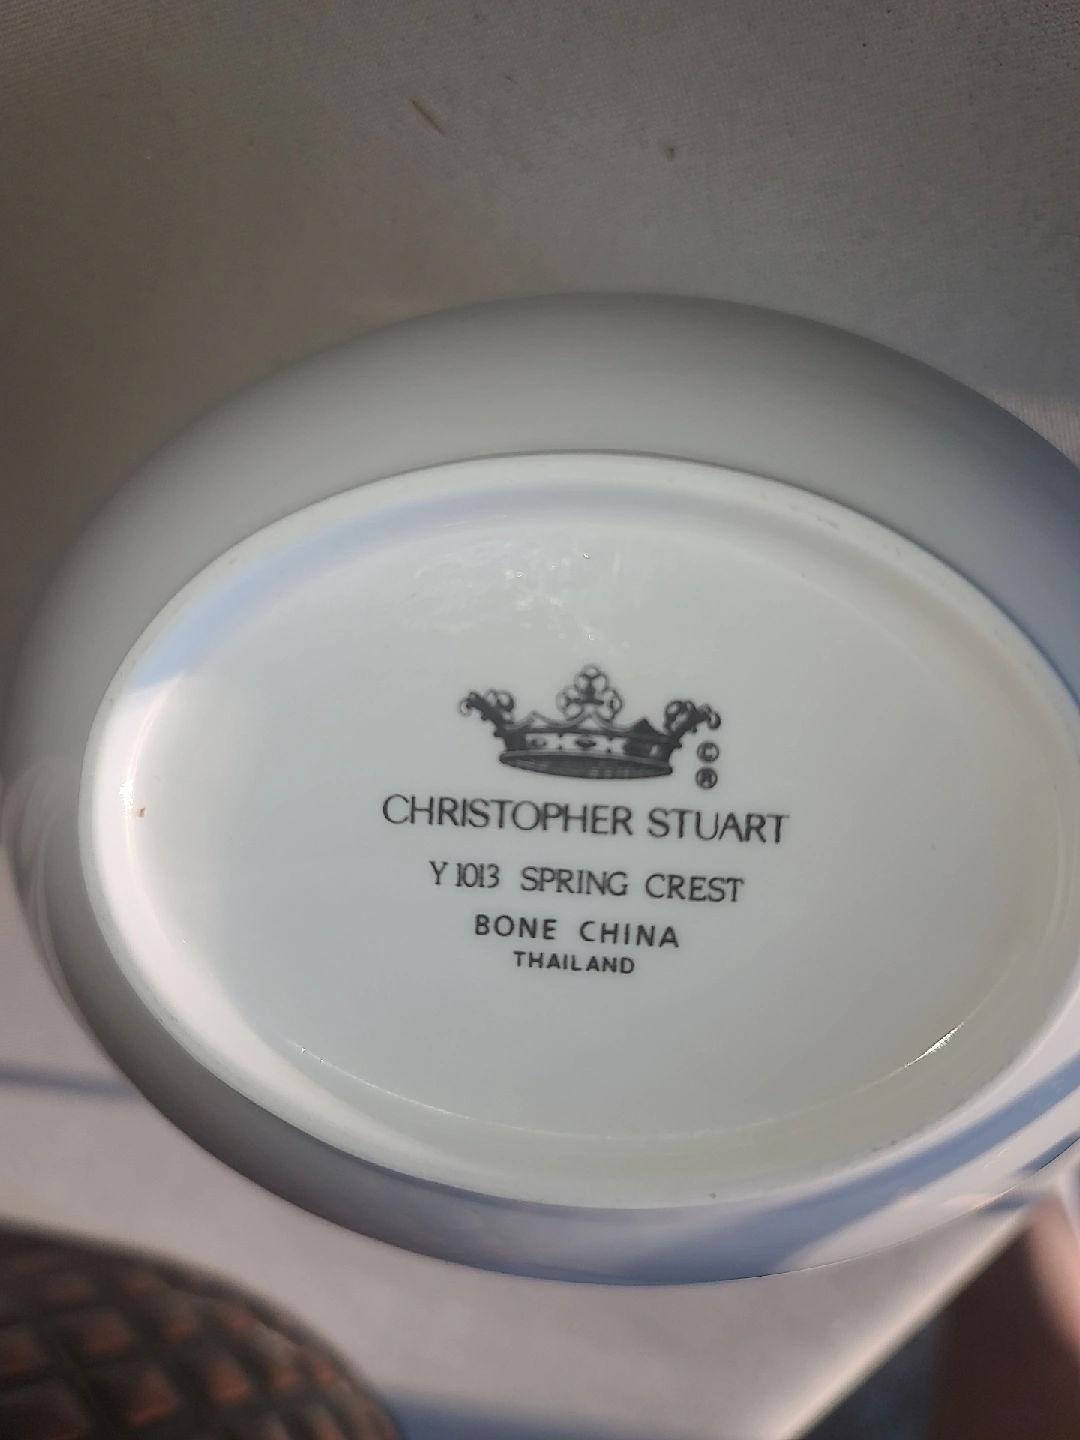 ©
®
CHRISTOPHER STUART
Y 1013 SPRING CREST
BONE CHINA
THAILAND